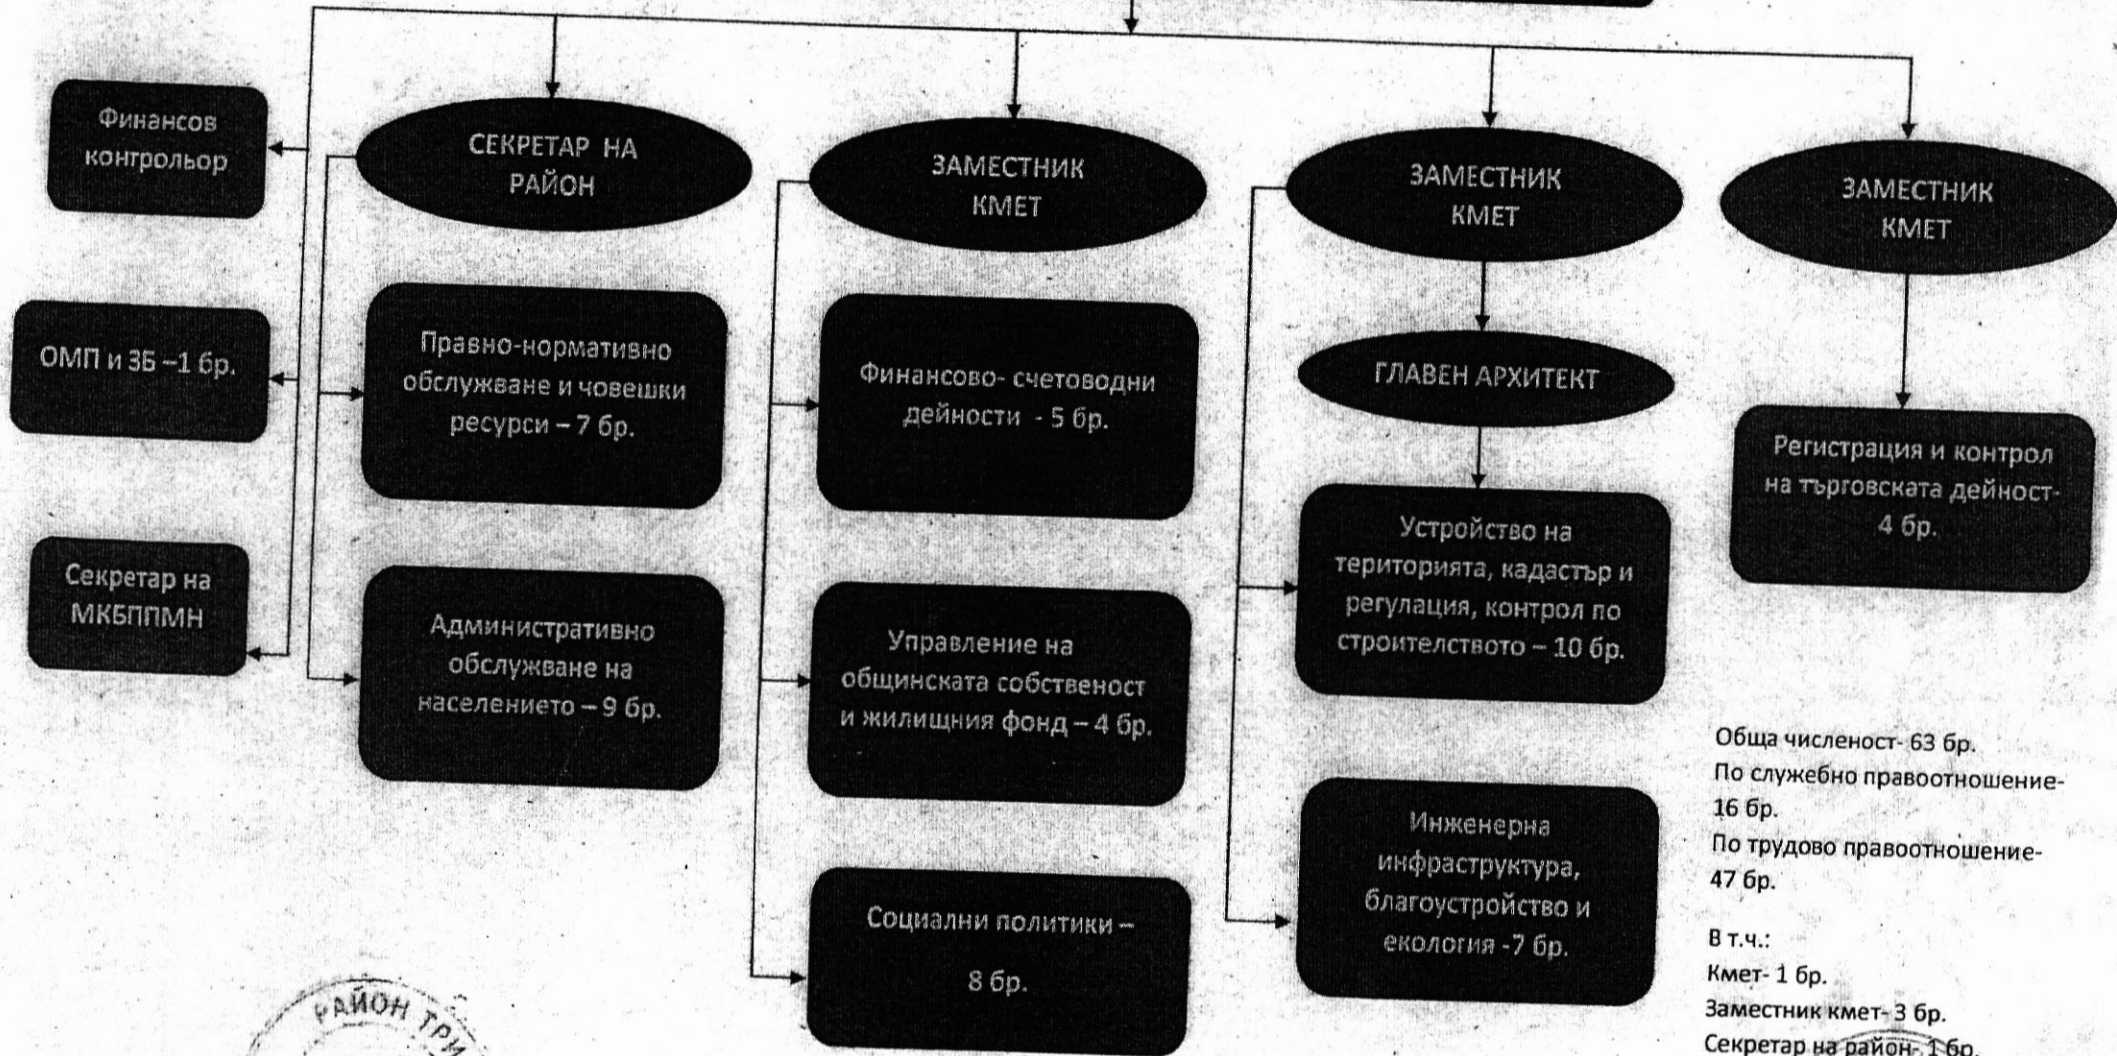 Финансов
контрольор
СЕКРЕТАР НА
РАЙОН
ЗАМЕСТНИК
КМЕТ
ЗАМЕСТНИК
КМЕТ
ЗАМЕСТНИК
КМЕТ
ОМП и ЗБ –1 бр.
Правно-нормативно
обслужване и човешки
ресурси – 7 бр.
Финансово- счетоводни
дейности - 5 бр.
ГЛАВЕН АРХИТЕКТ
Регистрация и контрол
на търговската дейност-
4 бр.
Секретар на
МКБППМН
Административно
обслужване на
населението – 9 бр.
Управление на
общинската собственост
и жилищния фонд – 4 бр.
Устройство на
територията, кадастър и
регулация, контрол по
строителството – 10 бр.
Социални политики –
8 бр.
Инженерна
инфраструктура,
благоустройство и
екология -7 бр.
Обща численост- 63 бр.
По служебно правоотношение-
16 бр.
По трудово правоотношение-
47 бр.
В т.ч.:
Кмет- 1 бр.
Заместник кмет- 3 бр.
Секретар на район- 1 бр.
РАЙОН ТРИ